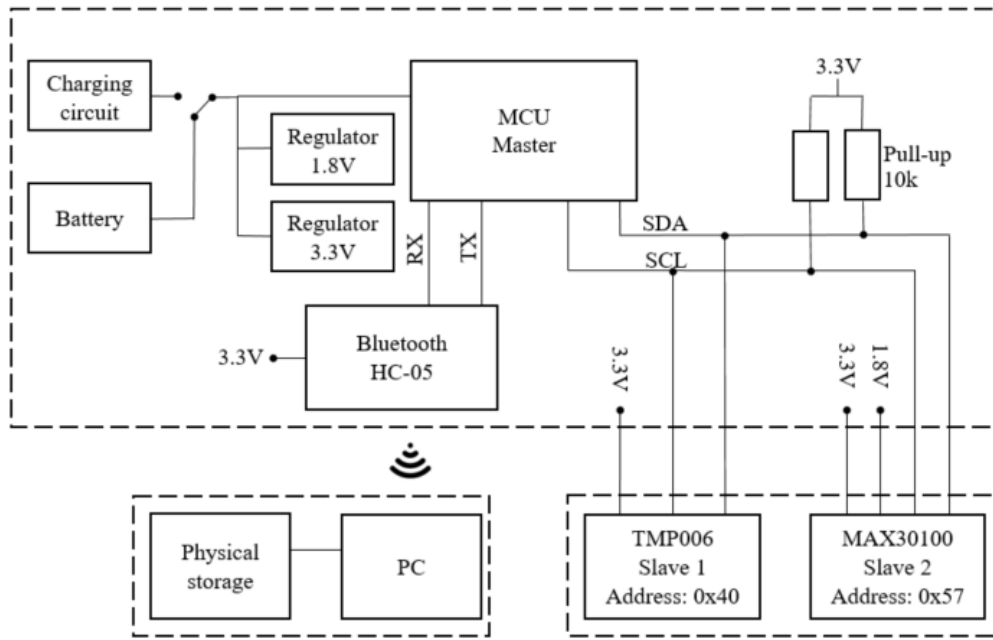 Charging
circuit
Battery
Regulator
1.8V
Regulator
3.3V
MCU
Master
3.3V
Pull-up
10k
SDA
SCL
RX
TX
Bluetooth
HC-05
3.3V
3.3V
3.3V
1.8V
Physical
storage
PC
TMP006
Slave 1
Address: 0x40
MAX30100
Slave 2
Address: 0x57